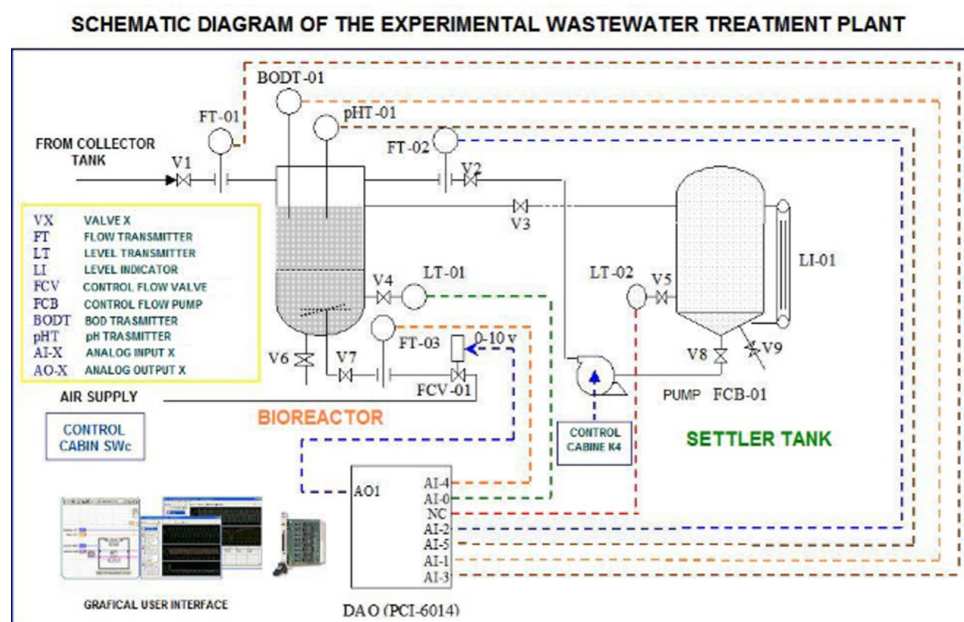 SCHEMATIC DIAGRAM OF THE EXPERIMENTAL WASTEWATER TREATMENT PLANT
BODT-01
FT-01
pHT-01
FT-02
FROM COLLECTOR
TANK
V1
V2
V3
VX VALVE X
FT FLOW TRANSMITTER
LT LEVEL TRANSMITTER
LI LEVEL INDICATOR
FCV CONTROL FLOW VALVE
FCB CONTROL FLOW PUMP
BODT BOD TRASMITTER
pHT pH TRASMITTER
AI-X ANALOG INPUT X
AO-X ANALOG OUTPUT X
V4
LT-01
LT-02
V5
LI-01
V6
V7
FT-03
0-10 v
FCV-01
V8
V9
AIR SUPPLY
BIOREACTOR
PUMP FCB-01
CONTROL
CABIN SWc
CONTROL
CABINE K4
SETTLER TANK
AO1
AI-4
AI-0
NC
AI-2
AI-5
AI-1
AI-3
GRAFICAL USER INTERFACE
DAO (PCI-6014)